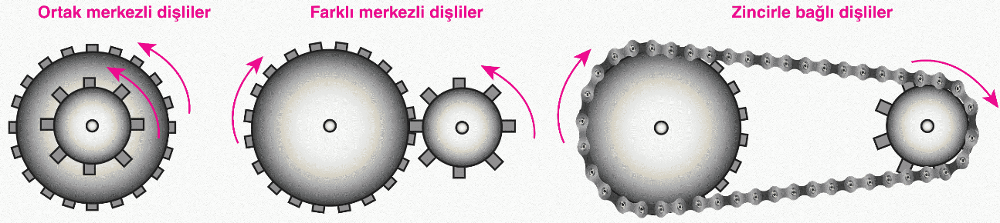 Ortak merkezli dişliler
Farklı merkezli dişliler
Zincirle bağlı dişliler